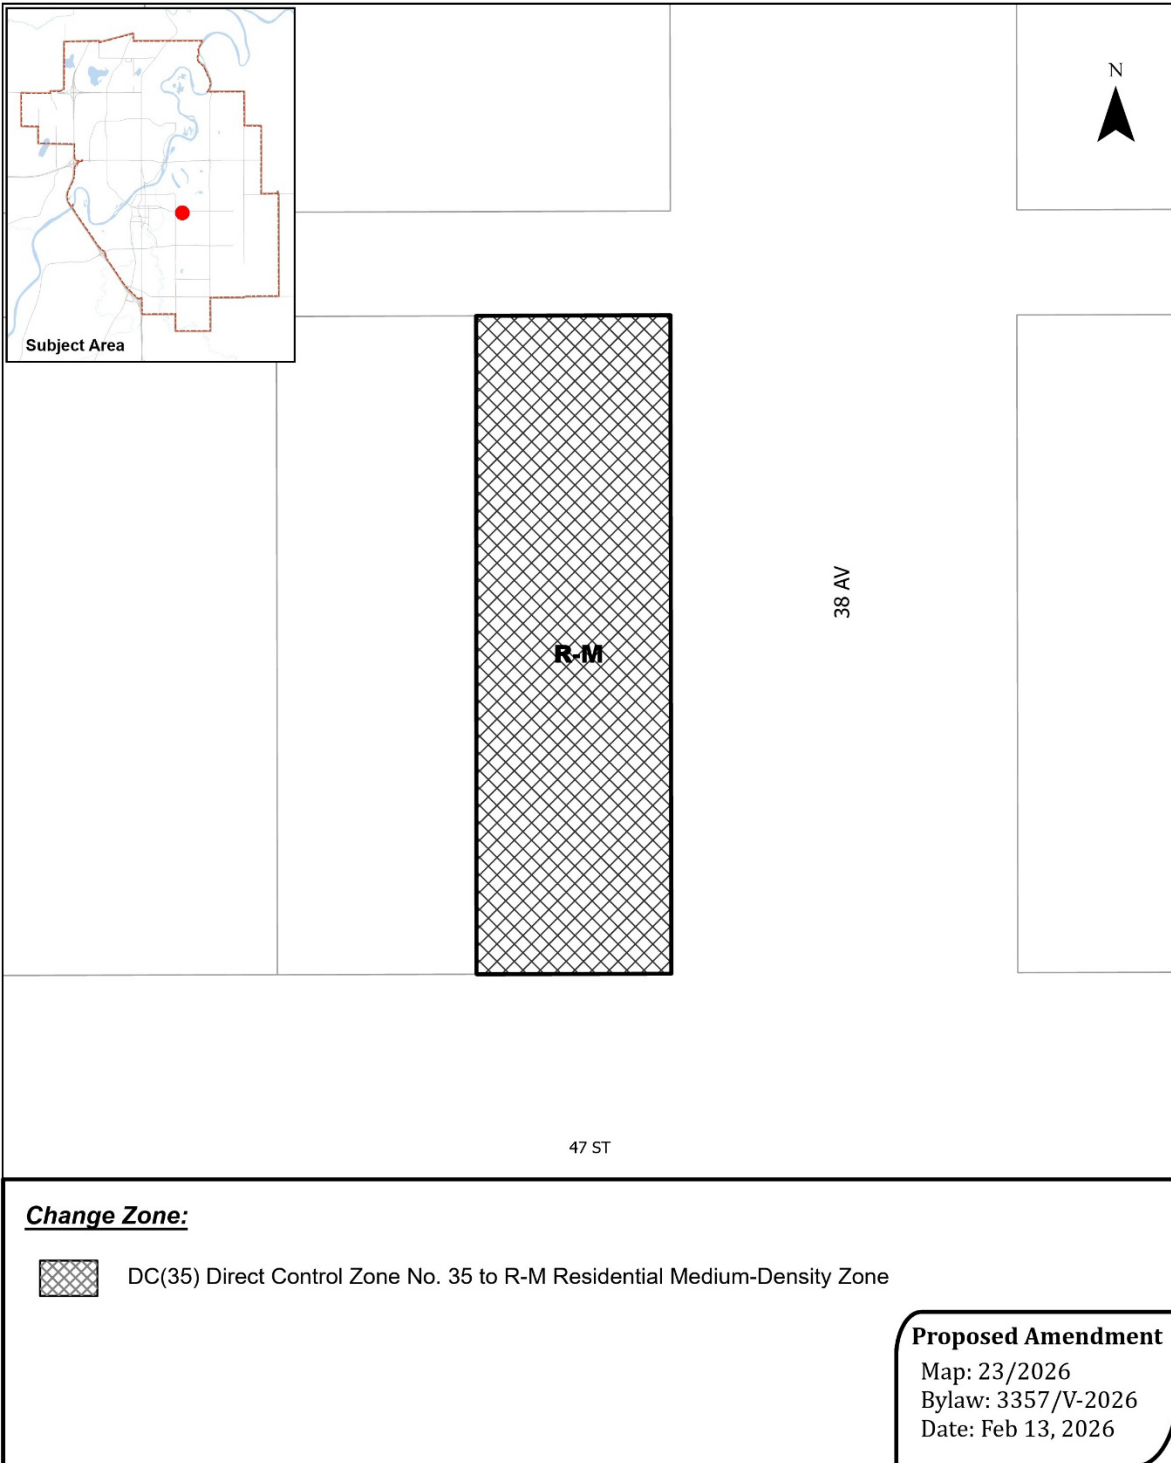 Subject Area
N
38 AV
R-M
47 ST
Change Zone:
DC(35) Direct Control Zone No. 35 to R-M Residential Medium-Density Zone
Proposed Amendment
Map: 23/2026
Bylaw: 3357/V-2026
Date: Feb 13, 2026